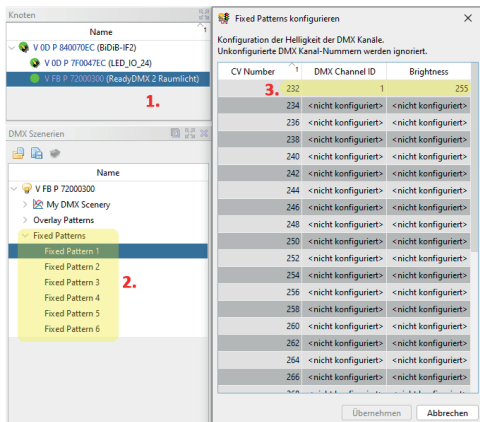 Knoten
Name
1
V 0D P 840070EC (BiDiB-IF2)
V 0D P 7F0047EC (LED_IO_24)
V FB P 72000300 (ReadyDMX 2 Raumlicht)
1.
DMX Szenerien
Name
V FB P 72000300
My DMX Scenery
Overlay Patterns
Fixed Patterns
Fixed Pattern 1
Fixed Pattern 2
Fixed Pattern 3
Fixed Pattern 4
Fixed Pattern 5
Fixed Pattern 6
2.
Fixed Patterns konfigurieren
Konfiguration der Helligkeit der DMX Kanäle.
Unkonfigurierte DMX Kanal-Nummern werden ignoriert.
CV Number 1 DMX Channel ID Brightness
3. 232 1 255
234 <nicht konfiguriert> <nicht konfiguriert>
236 <nicht konfiguriert> <nicht konfiguriert>
238 <nicht konfiguriert> <nicht konfiguriert>
240 <nicht konfiguriert> <nicht konfiguriert>
242 <nicht konfiguriert> <nicht konfiguriert>
244 <nicht konfiguriert> <nicht konfiguriert>
246 <nicht konfiguriert> <nicht konfiguriert>
248 <nicht konfiguriert> <nicht konfiguriert>
250 <nicht konfiguriert> <nicht konfiguriert>
252 <nicht konfiguriert> <nicht konfiguriert>
254 <nicht konfiguriert> <nicht konfiguriert>
256 <nicht konfiguriert> <nicht konfiguriert>
258 <nicht konfiguriert> <nicht konfiguriert>
260 <nicht konfiguriert> <nicht konfiguriert>
262 <nicht konfiguriert> <nicht konfiguriert>
264 <nicht konfiguriert> <nicht konfiguriert>
266 <nicht konfiguriert> <nicht konfiguriert>
Übernehmen Abbrechen